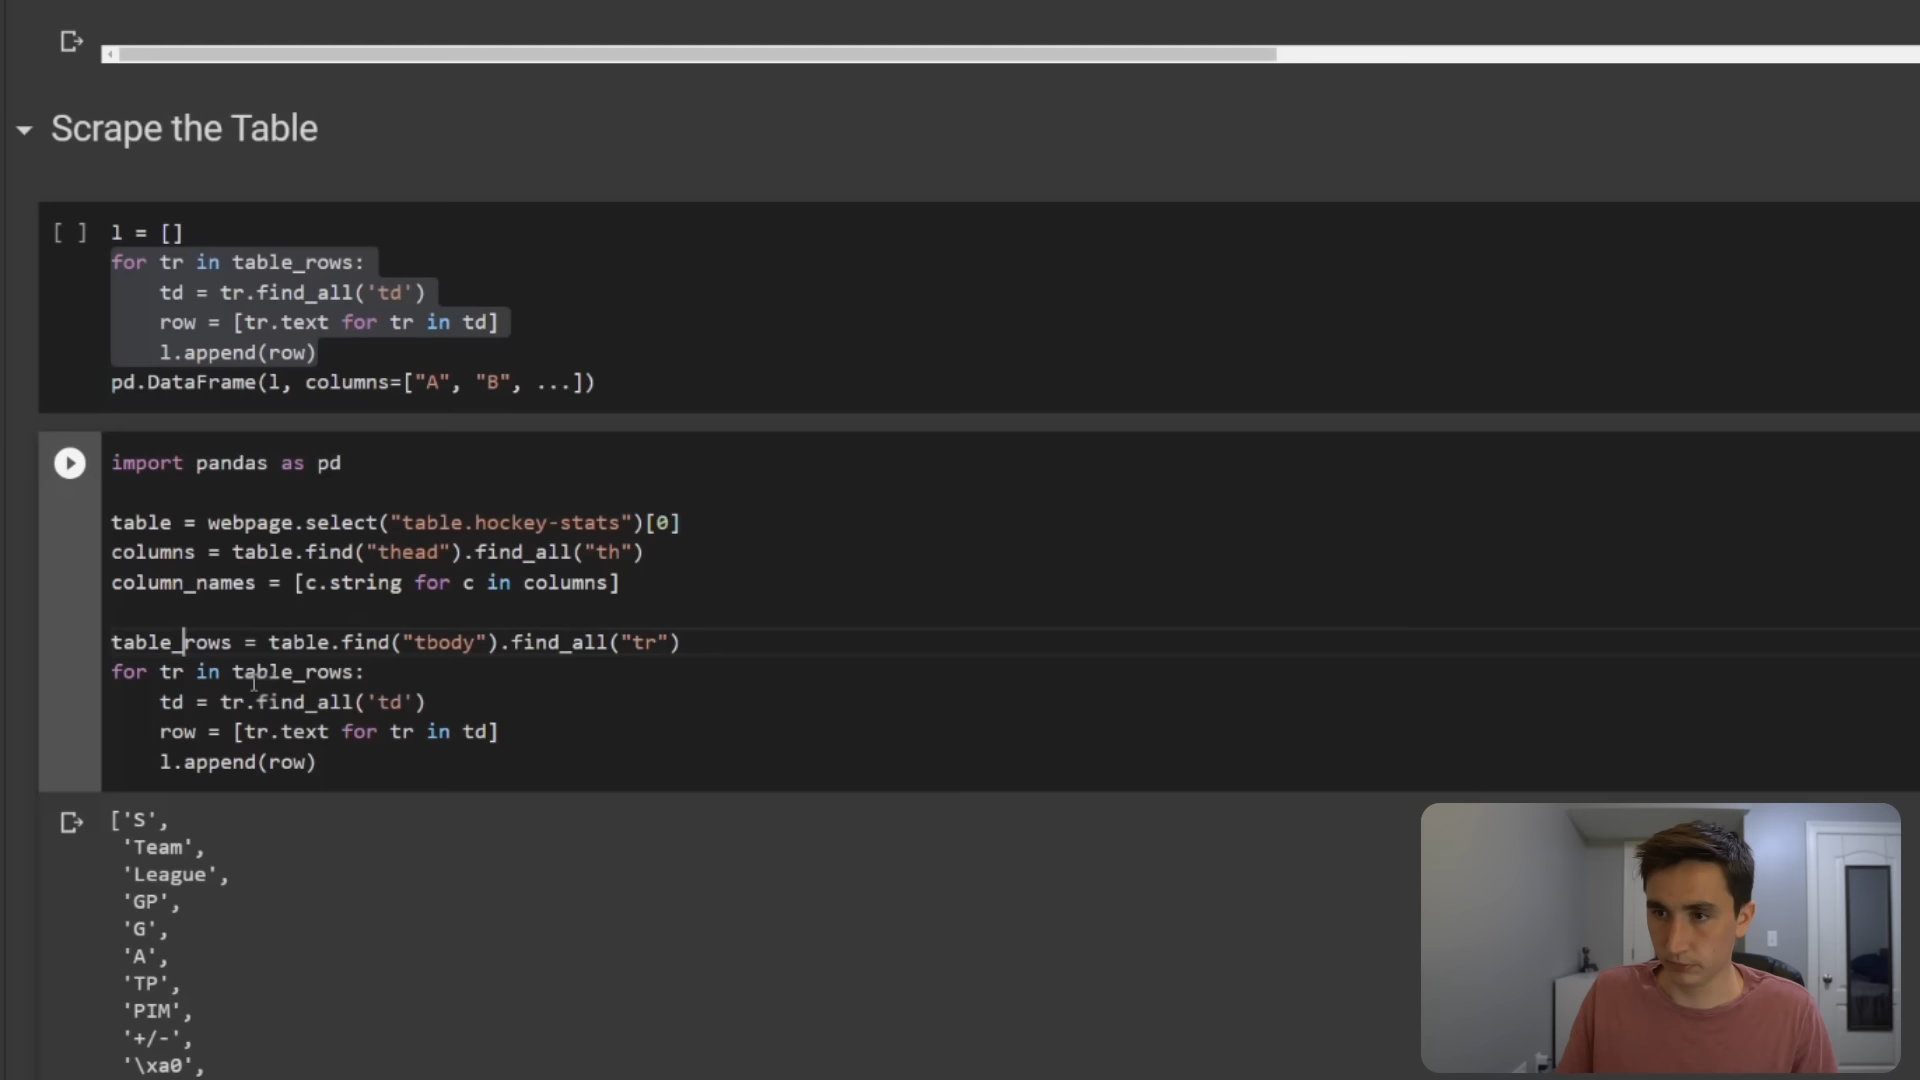 Scrape the Table
[ ] l = []
for tr in table_rows:
    td = tr.find_all('td')
    row = [tr.text for tr in td]
    l.append(row)
pd.DataFrame(l, columns=["A", "B", ...])
import pandas as pd
table = webpage.select("table.hockey-stats")[0]
columns = table.find("thead").find_all("th")
column_names = [c.string for c in columns]
table_rows = table.find("tbody").find_all("tr")
for tr in table_rows:
    td = tr.find_all('td')
    row = [tr.text for tr in td]
    l.append(row)
['S',
'Team',
'League',
'GP',
'G',
'A',
'TP',
'PIM',
'+/-',
'\xa0',